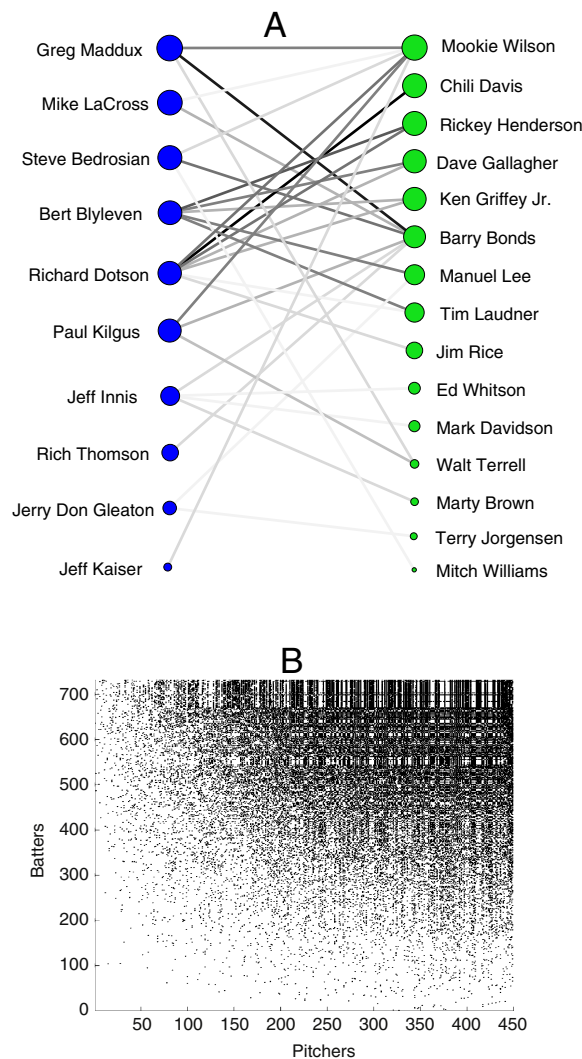 A
Greg Maddux
Mike LaCross
Steve Bedrosian
Bert Blyleven
Richard Dotson
Paul Kilgus
Jeff Innis
Rich Thomson
Jerry Don Gleaton
Jeff Kaiser
Mookie Wilson
Chili Davis
Rickey Henderson
Dave Gallagher
Ken Griffey Jr.
Barry Bonds
Manuel Lee
Tim Laudner
Jim Rice
Ed Whitson
Mark Davidson
Walt Terrell
Marty Brown
Terry Jorgensen
Mitch Williams
B
Batters
700
600
500
400
300
200
100
0
50 100 150 200 250 300 350 400 450
Pitchers